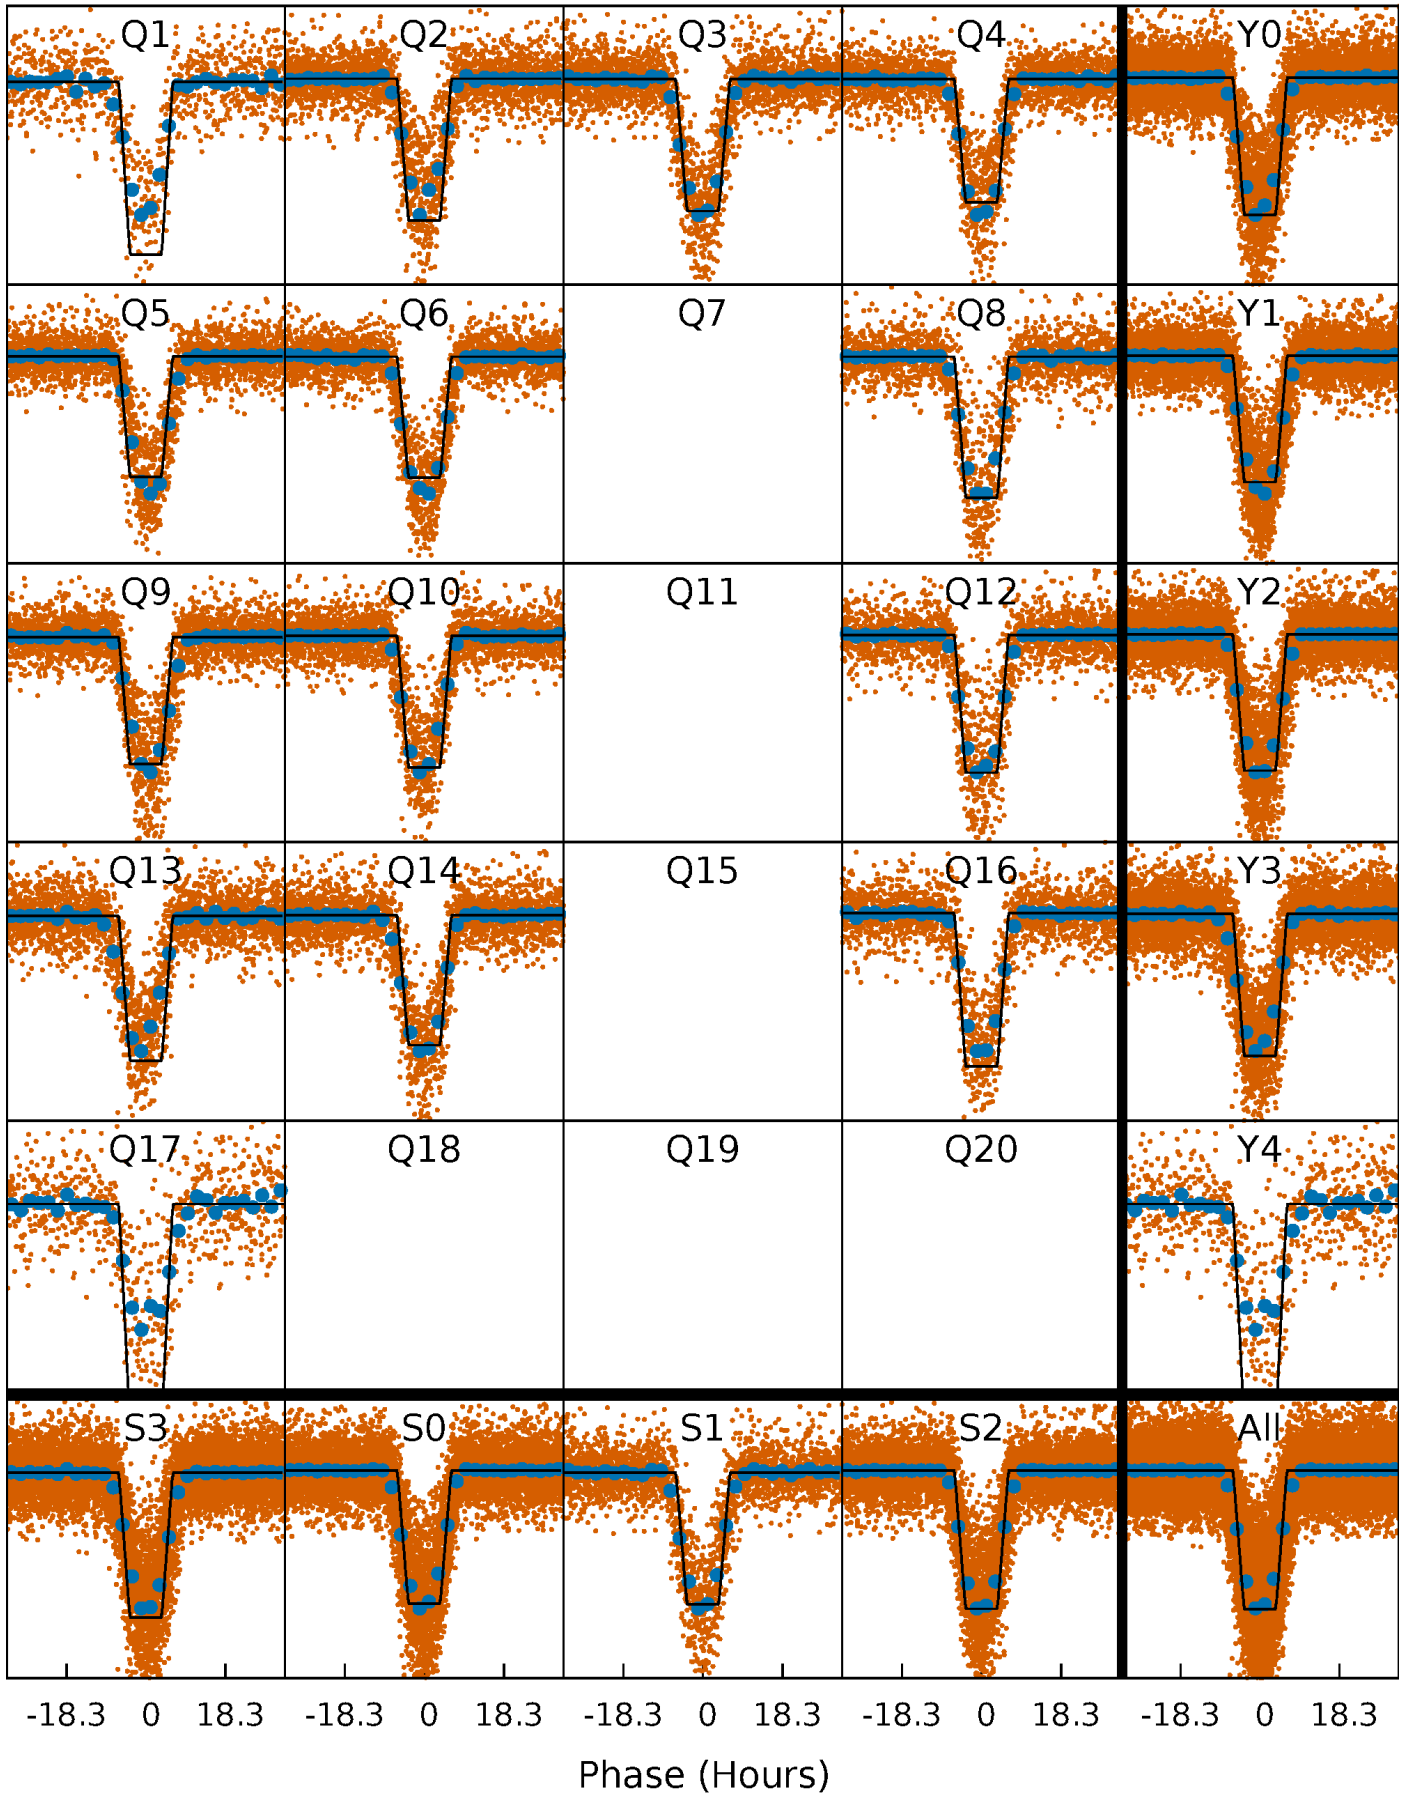 Q1 Q2 Q3 Q4 Y0
Q5 Q6 Q7 Q8 Y1
Q9 Q10 Q11 Q12 Y2
Q13 Q14 Q15 Q16 Y3
Q17 Q18 Q19 Q20 Y4
S3 S0 S1 S2 All
-18.3 0 18.3 -18.3 0 18.3 -18.3 0 18.3 -18.3 0 18.3 -18.3 0 18.3
Phase (Hours)